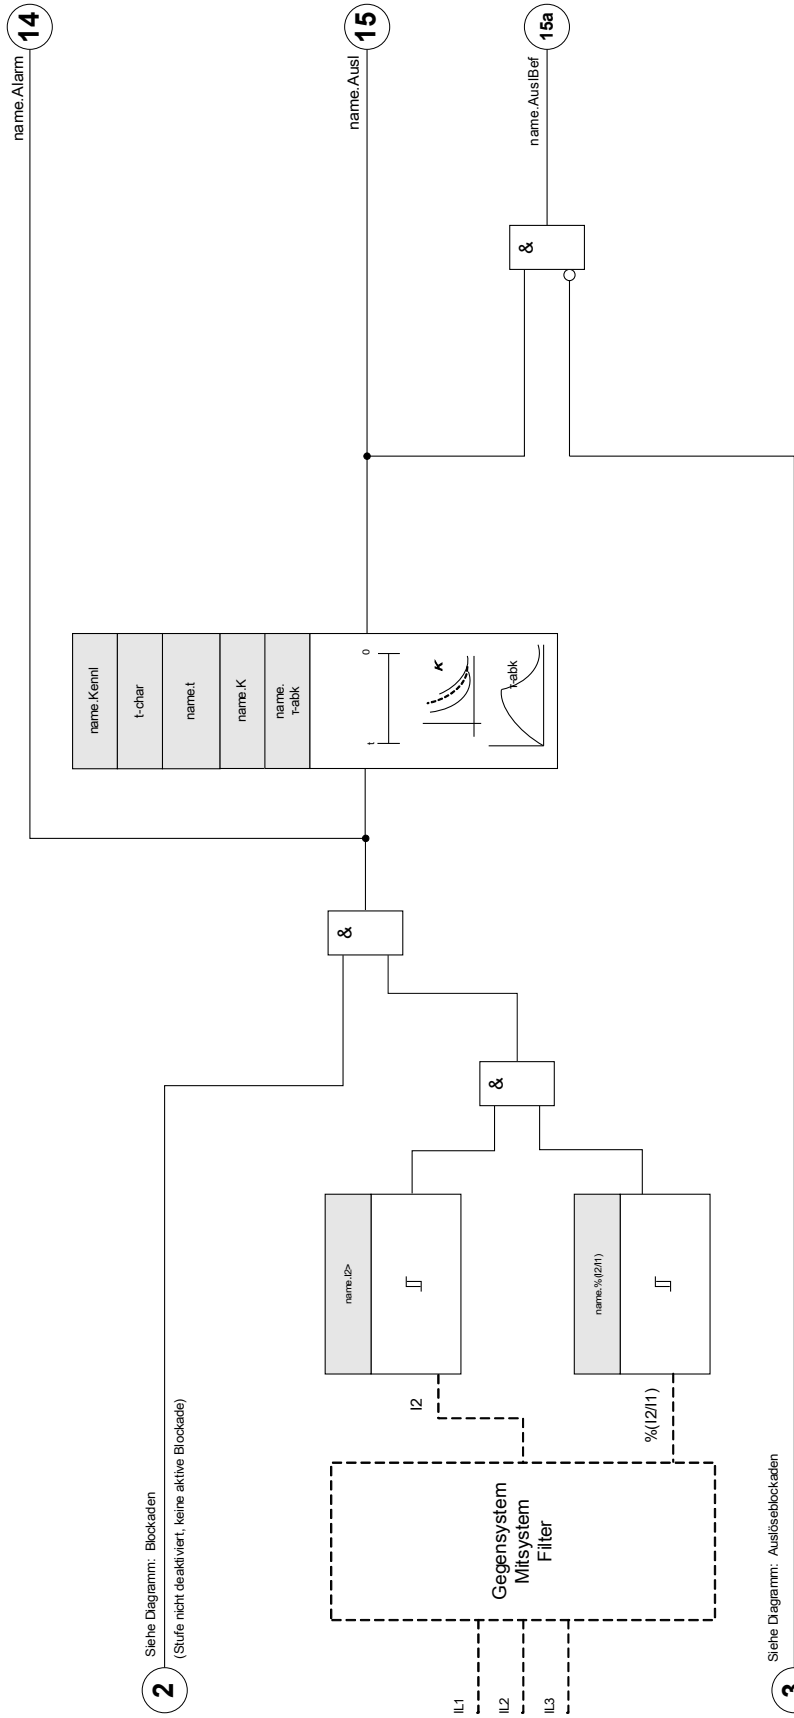 14
name.Alarm
15
name.Ausl
15a
name.AuslBef
&
name.Kennl
t-char
name.t
name.K
name.
τ-abk
t
0
K
τ-abk
&
&
name.I2>
name.%(I2/I1)
I2
%(I2/I1)
Gegensystem
Mitsystem
Filter
IL1
IL2
IL3
2
Siehe Diagramm: Blockaden
(Stufe nicht deaktiviert, keine aktive Blockade)
3
Siehe Diagramm: Auslöseblockaden